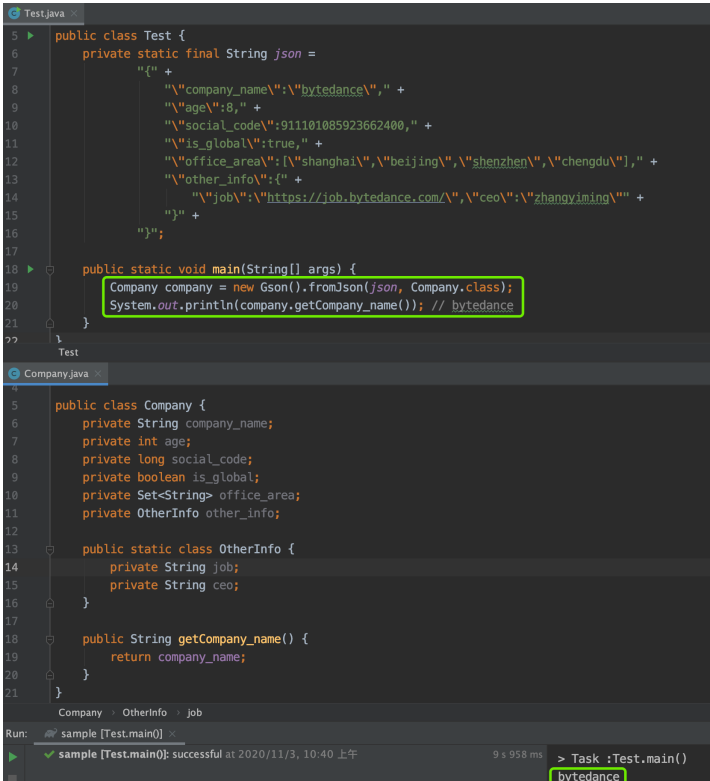 Test.java
5 public class Test {
6 private static final String json =
7 "{" +
8 "\"company_name\":\"bytedance\"," +
9 "\"age\":8," +
10 "\"social_code\":911101085923662400," +
11 "\"is_global\":true," +
12 "\"office_area\":[\"shanghai\",\"beijing\",\"shenzhen\",\"chengdu\"]," +
13 "\"other_info\":{" +
14 "\"job\":\"https://job.bytedance.com/\",\"ceo\":\"zhangyiming\"" +
15 "}" +
16 "}";
17
18 public static void main(String[] args) {
19 Company company = new Gson().fromJson(json, Company.class);
20 System.out.println(company.getCompany_name()); // bytedance
21 }
22 }
Test
Company.java
4
5 public class Company {
6 private String company_name;
7 private int age;
8 private long social_code;
9 private boolean is_global;
10 private Set<String> office_area;
11 private OtherInfo other_info;
12
13 public static class OtherInfo {
14 private String job;
15 private String ceo;
16 }
17
18 public String getCompany_name() {
19 return company_name;
20 }
21 }
Company › OtherInfo › job
Run: sample [Test.main()]
sample [Test.main()]: successful at 2020/11/3, 10:40 上午 9 s 958 ms > Task :Test.main()
bytedance